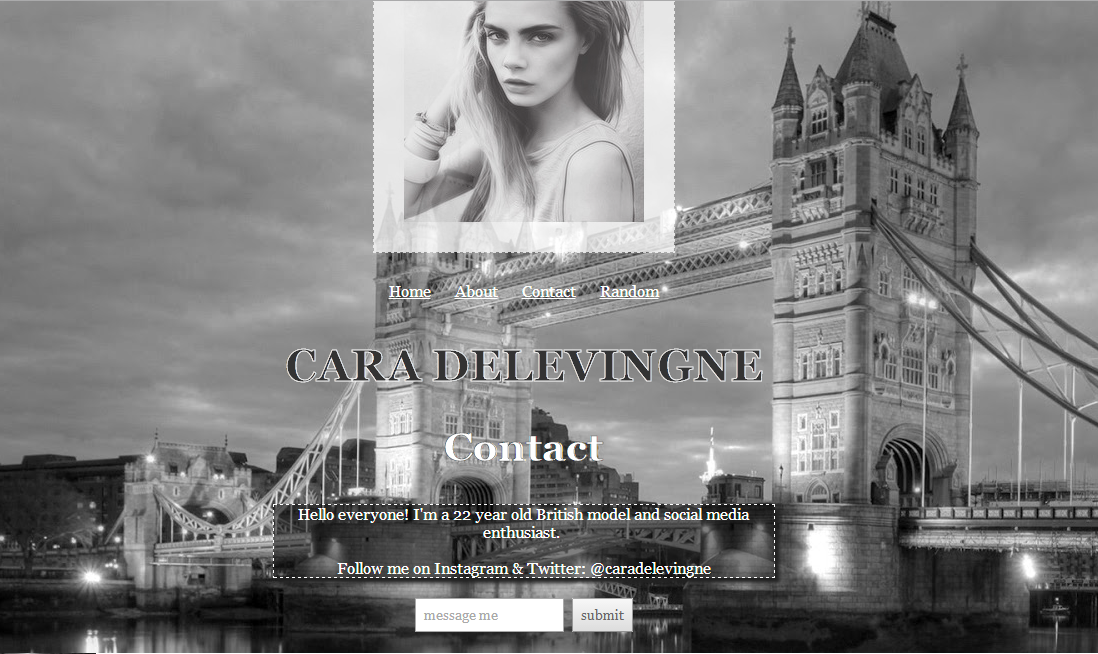 Home About Contact Random
CARA DELEVINGNE
Contact
Hello everyone! I'm a 22 year old British model and social media
enthusiast.
Follow me on Instagram & Twitter: @caradelevingne
message me submit